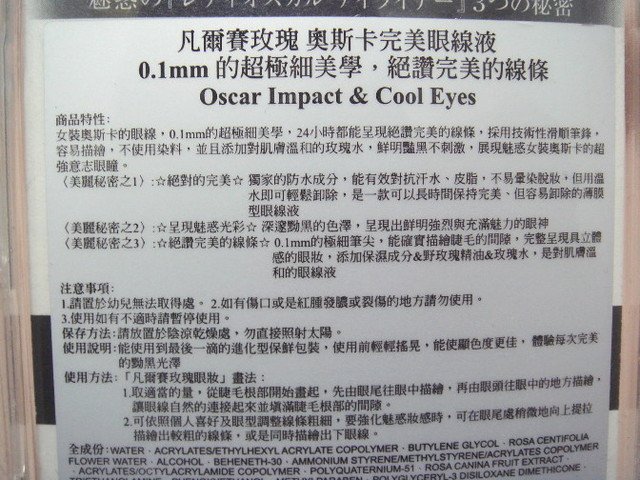 魅惑の『レディオスカル アイライナー』3つの秘密
凡爾賽玫瑰 奧斯卡完美眼線液
0.1mm 的超極細美學，絕讚完美的線條
Oscar Impact & Cool Eyes
商品特性:
女裝奧斯卡的眼線，0.1mm的超極細美學，24小時都能呈現絕讚完美的線條，採用技術性滑順筆鋒，
容易描繪，不使用染料，並且添加對肌膚溫和的玫瑰水，鮮明豔黑不刺激，展現魅惑女裝奧斯卡的超
強意志眼瞳。
〈美麗秘密之1〉:☆絕對的完美☆ 獨家的防水成分，能有效對抗汗水、皮脂，不易暈染脫妝，但用溫
水即可輕鬆卸除，是一款可以長時間保持完美、但容易卸除的薄膜
型眼線液
〈美麗秘密之2〉:☆呈現魅惑光彩☆ 深邃黝黑的色澤，呈現出鮮明強烈與充滿魅力的眼神
〈美麗秘密之3〉:☆絕讚完美的線條☆ 0.1mm的極細筆尖，能確實描繪睫毛的間隙，完整呈現具立體
感的眼妝，添加保濕成分&野玫瑰精油&玫瑰水，是對肌膚溫
和的眼線液
注意事項:
1.請置於幼兒無法取得處。 2.如有傷口或是紅腫發膿或裂傷的地方請勿使用。
3.使用如有不適時請暫停使用。
保存方法:請放置於陰涼乾燥處，勿直接照射太陽。
使用說明:能使用到最後一滴的進化型保鮮包裝，使用前輕輕搖晃，能使顯色度更佳， 體驗每次完美
的黝黑光澤
使用方法:「凡爾賽玫瑰眼妝」畫法:
1.取適當的量，從睫毛根部開始畫起，先由眼尾往眼中描繪，再由眼頭往眼中的地方描繪，
讓眼線自然的連接起來並填滿睫毛根部的間隙。
2.可依照個人喜好及眼型調整線條粗細，要強化魅惑妝感時，可在眼尾處稍微地向上提拉
描繪出較粗的線條，或是同時描繪出下眼線。
全成份:WATER · ACRYLATES/ETHYLHEXYL ACRYLATE COPOLYMER · BUTYLENE GLYCOL · ROSA CENTIFOLIA
FLOWER WATER · ALCOHOL · BEHENETH-30 · AMMONIUM STYRENE/METHYLSTYRENE/ACRYLATES COPOLYMER
· ACRYLATES/OCTYLACRYLAMIDE COPOLYMER · POLYQUATERNIUM-51 · ROSA CANINA FRUIT EXTRACT ·